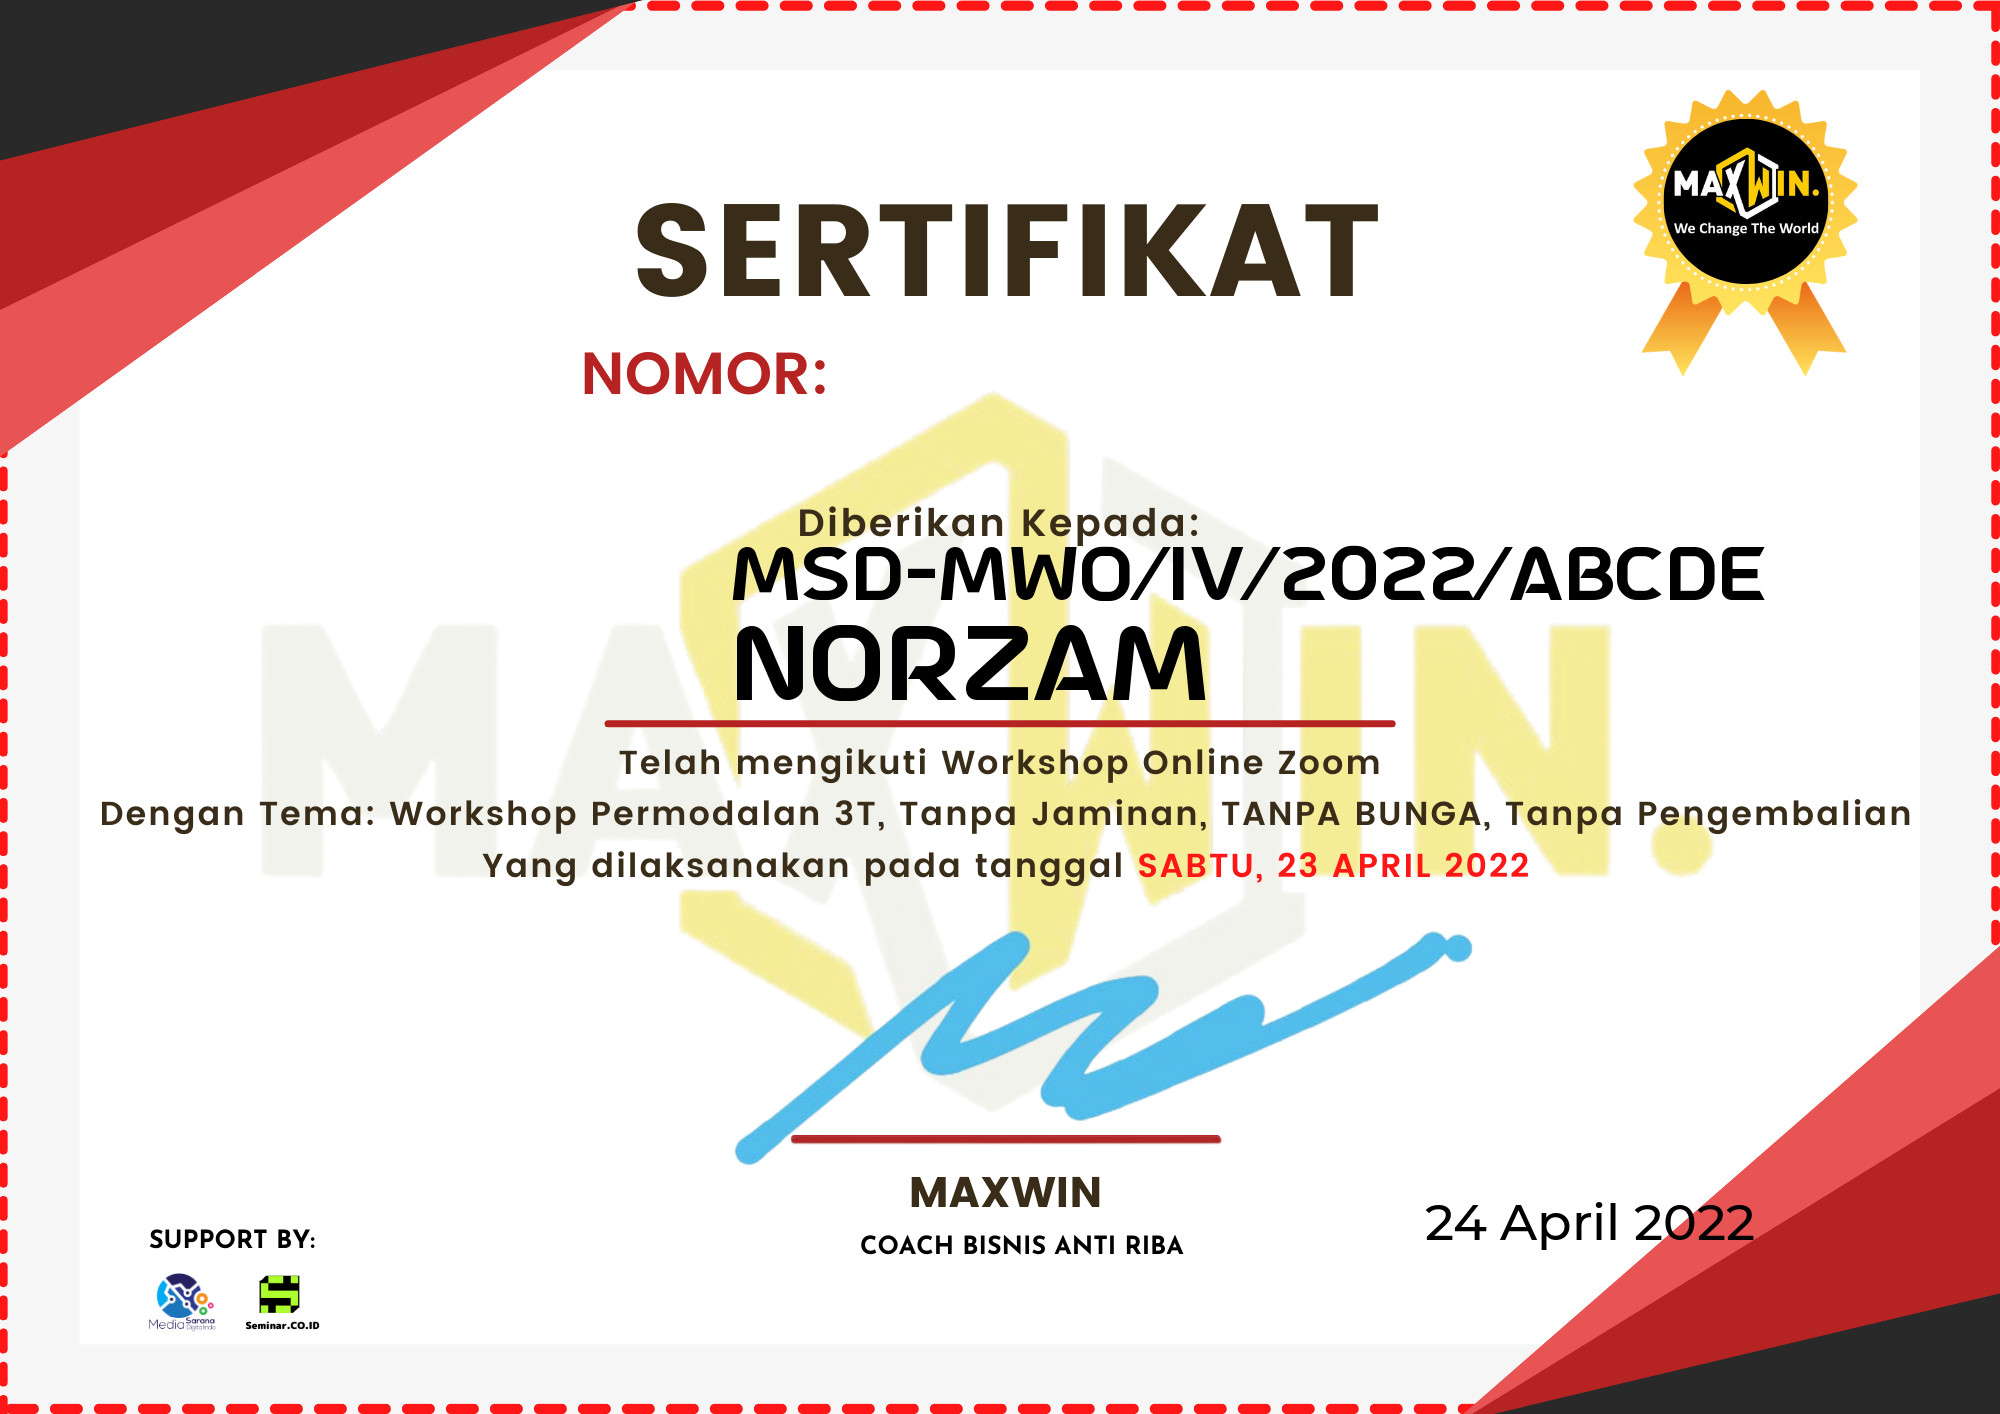 MAXWIN.
We Change The World
SERTIFIKAT
NOMOR:
Diberikan Kepada:
MSD-MWO/IV/2022/ABCDE
NORZAM
MAXWIN.
Telah mengikuti Workshop Online Zoom
Dengan Tema: Workshop Permodalan 3T, Tanpa Jaminan, TANPA BUNGA, Tanpa Pengembalian
Yang dilaksanakan pada tanggal SABTU, 23 APRIL 2022
MAXWIN
COACH BISNIS ANTI RIBA
24 April 2022
SUPPORT BY:
Media Sarana DigitalIndo
Seminar.CO.ID